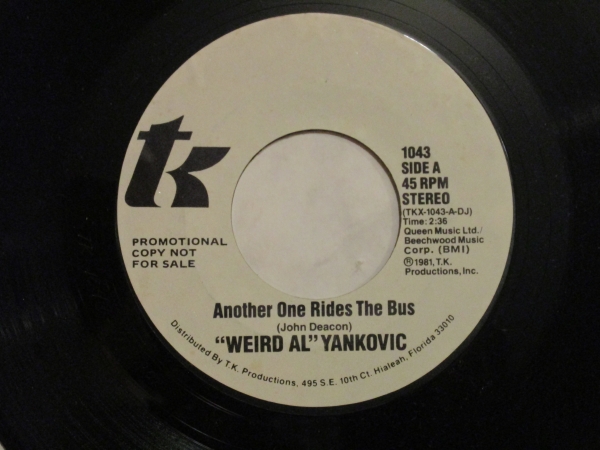 tk
PROMOTIONAL
COPY NOT
FOR SALE
1043
SIDE A
45 RPM
STEREO
(TKX-1043-A-DJ)
Time: 2:36
Queen Music Ltd./
Beechwood Music
Corp. (BMI)
℗1981, T.K.
Productions, Inc.
Another One Rides The Bus
(John Deacon)
"WEIRD AL" YANKOVIC
Distributed By T.K. Productions, 495 S.E. 10th Ct. Hialeah, Florida 33010